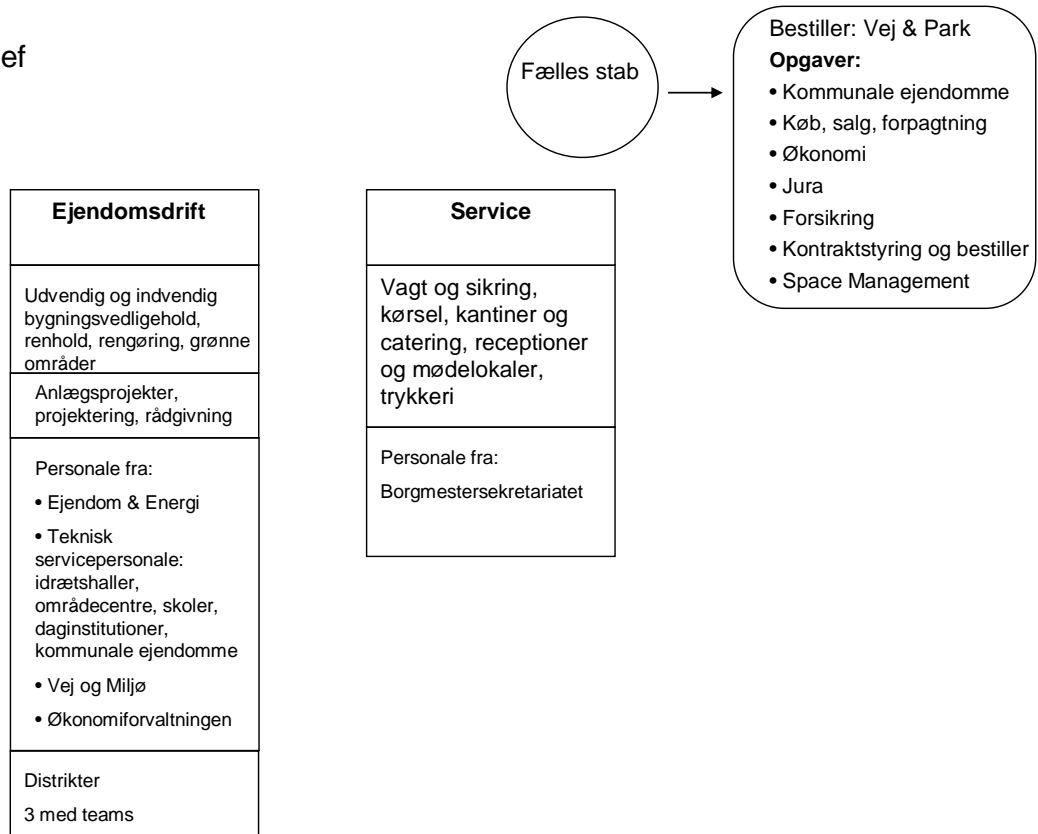 ef
Fælles stab
Bestiller: Vej & Park
Opgaver:
• Kommunale ejendomme
• Køb, salg, forpagtning
• Økonomi
• Jura
• Forsikring
• Kontraktstyring og bestiller
• Space Management
Ejendomsdrift
Udvendig og indvendig
bygningsvedligehold,
renhold, rengøring, grønne
områder
Anlægsprojekter,
projektering, rådgivning
Personale fra:
• Ejendom & Energi
• Teknisk
servicepersonale:
idrætshaller,
områdecentre, skoler,
daginstitutioner,
kommunale ejendomme
• Vej og Miljø
• Økonomiforvaltningen
Distrikter
3 med teams
Service
Vagt og sikring,
kørsel, kantiner og
catering, receptioner
og mødelokaler,
trykkeri
Personale fra:
Borgmestersekretariatet